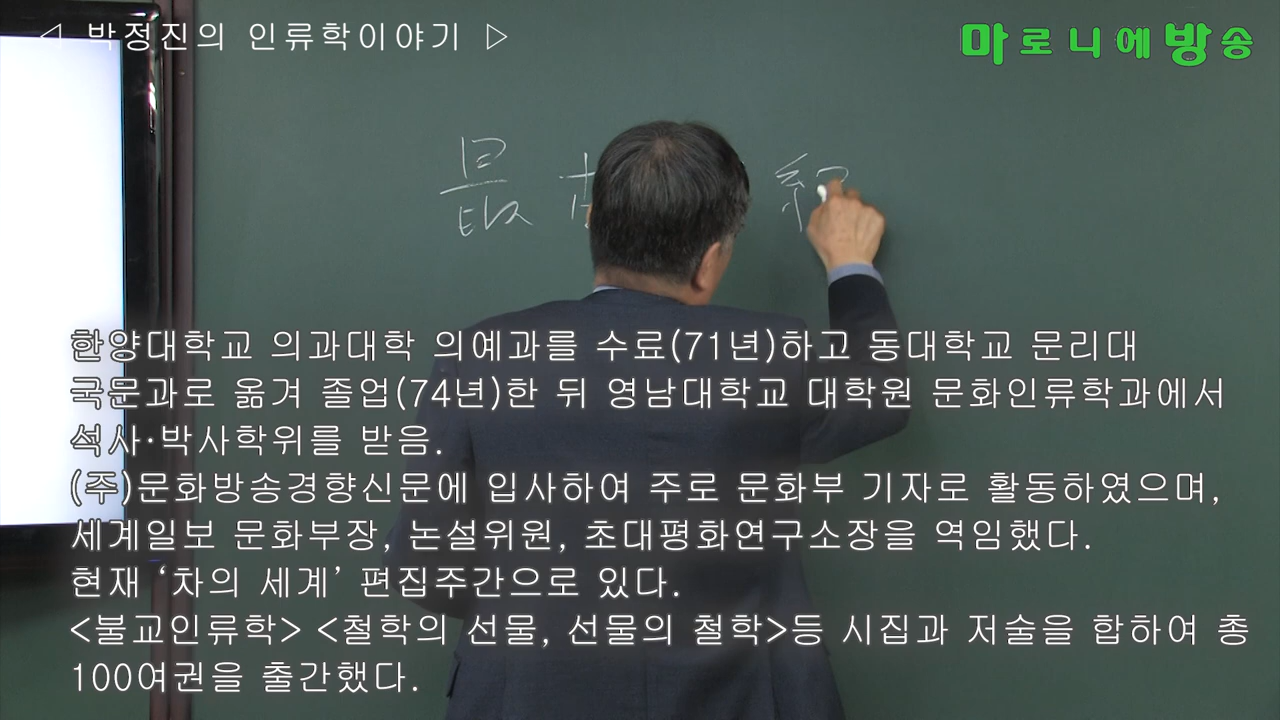 ◁ 박정진의 인류학이야기 ▷
마로니에방송
最
한양대학교 의과대학 의예과를 수료(71년)하고 동대학교 문리대
국문과로 옮겨 졸업(74년)한 뒤 영남대학교 대학원 문화인류학과에서
석사·박사학위를 받음.
(주)문화방송경향신문에 입사하여 주로 문화부 기자로 활동하였으며,
세계일보 문화부장, 논설위원, 초대평화연구소장을 역임했다.
현재 ‘차의 세계’ 편집주간으로 있다.
<불교인류학> <철학의 선물, 선물의 철학>등 시집과 저술을 합하여 총
100여권을 출간했다.